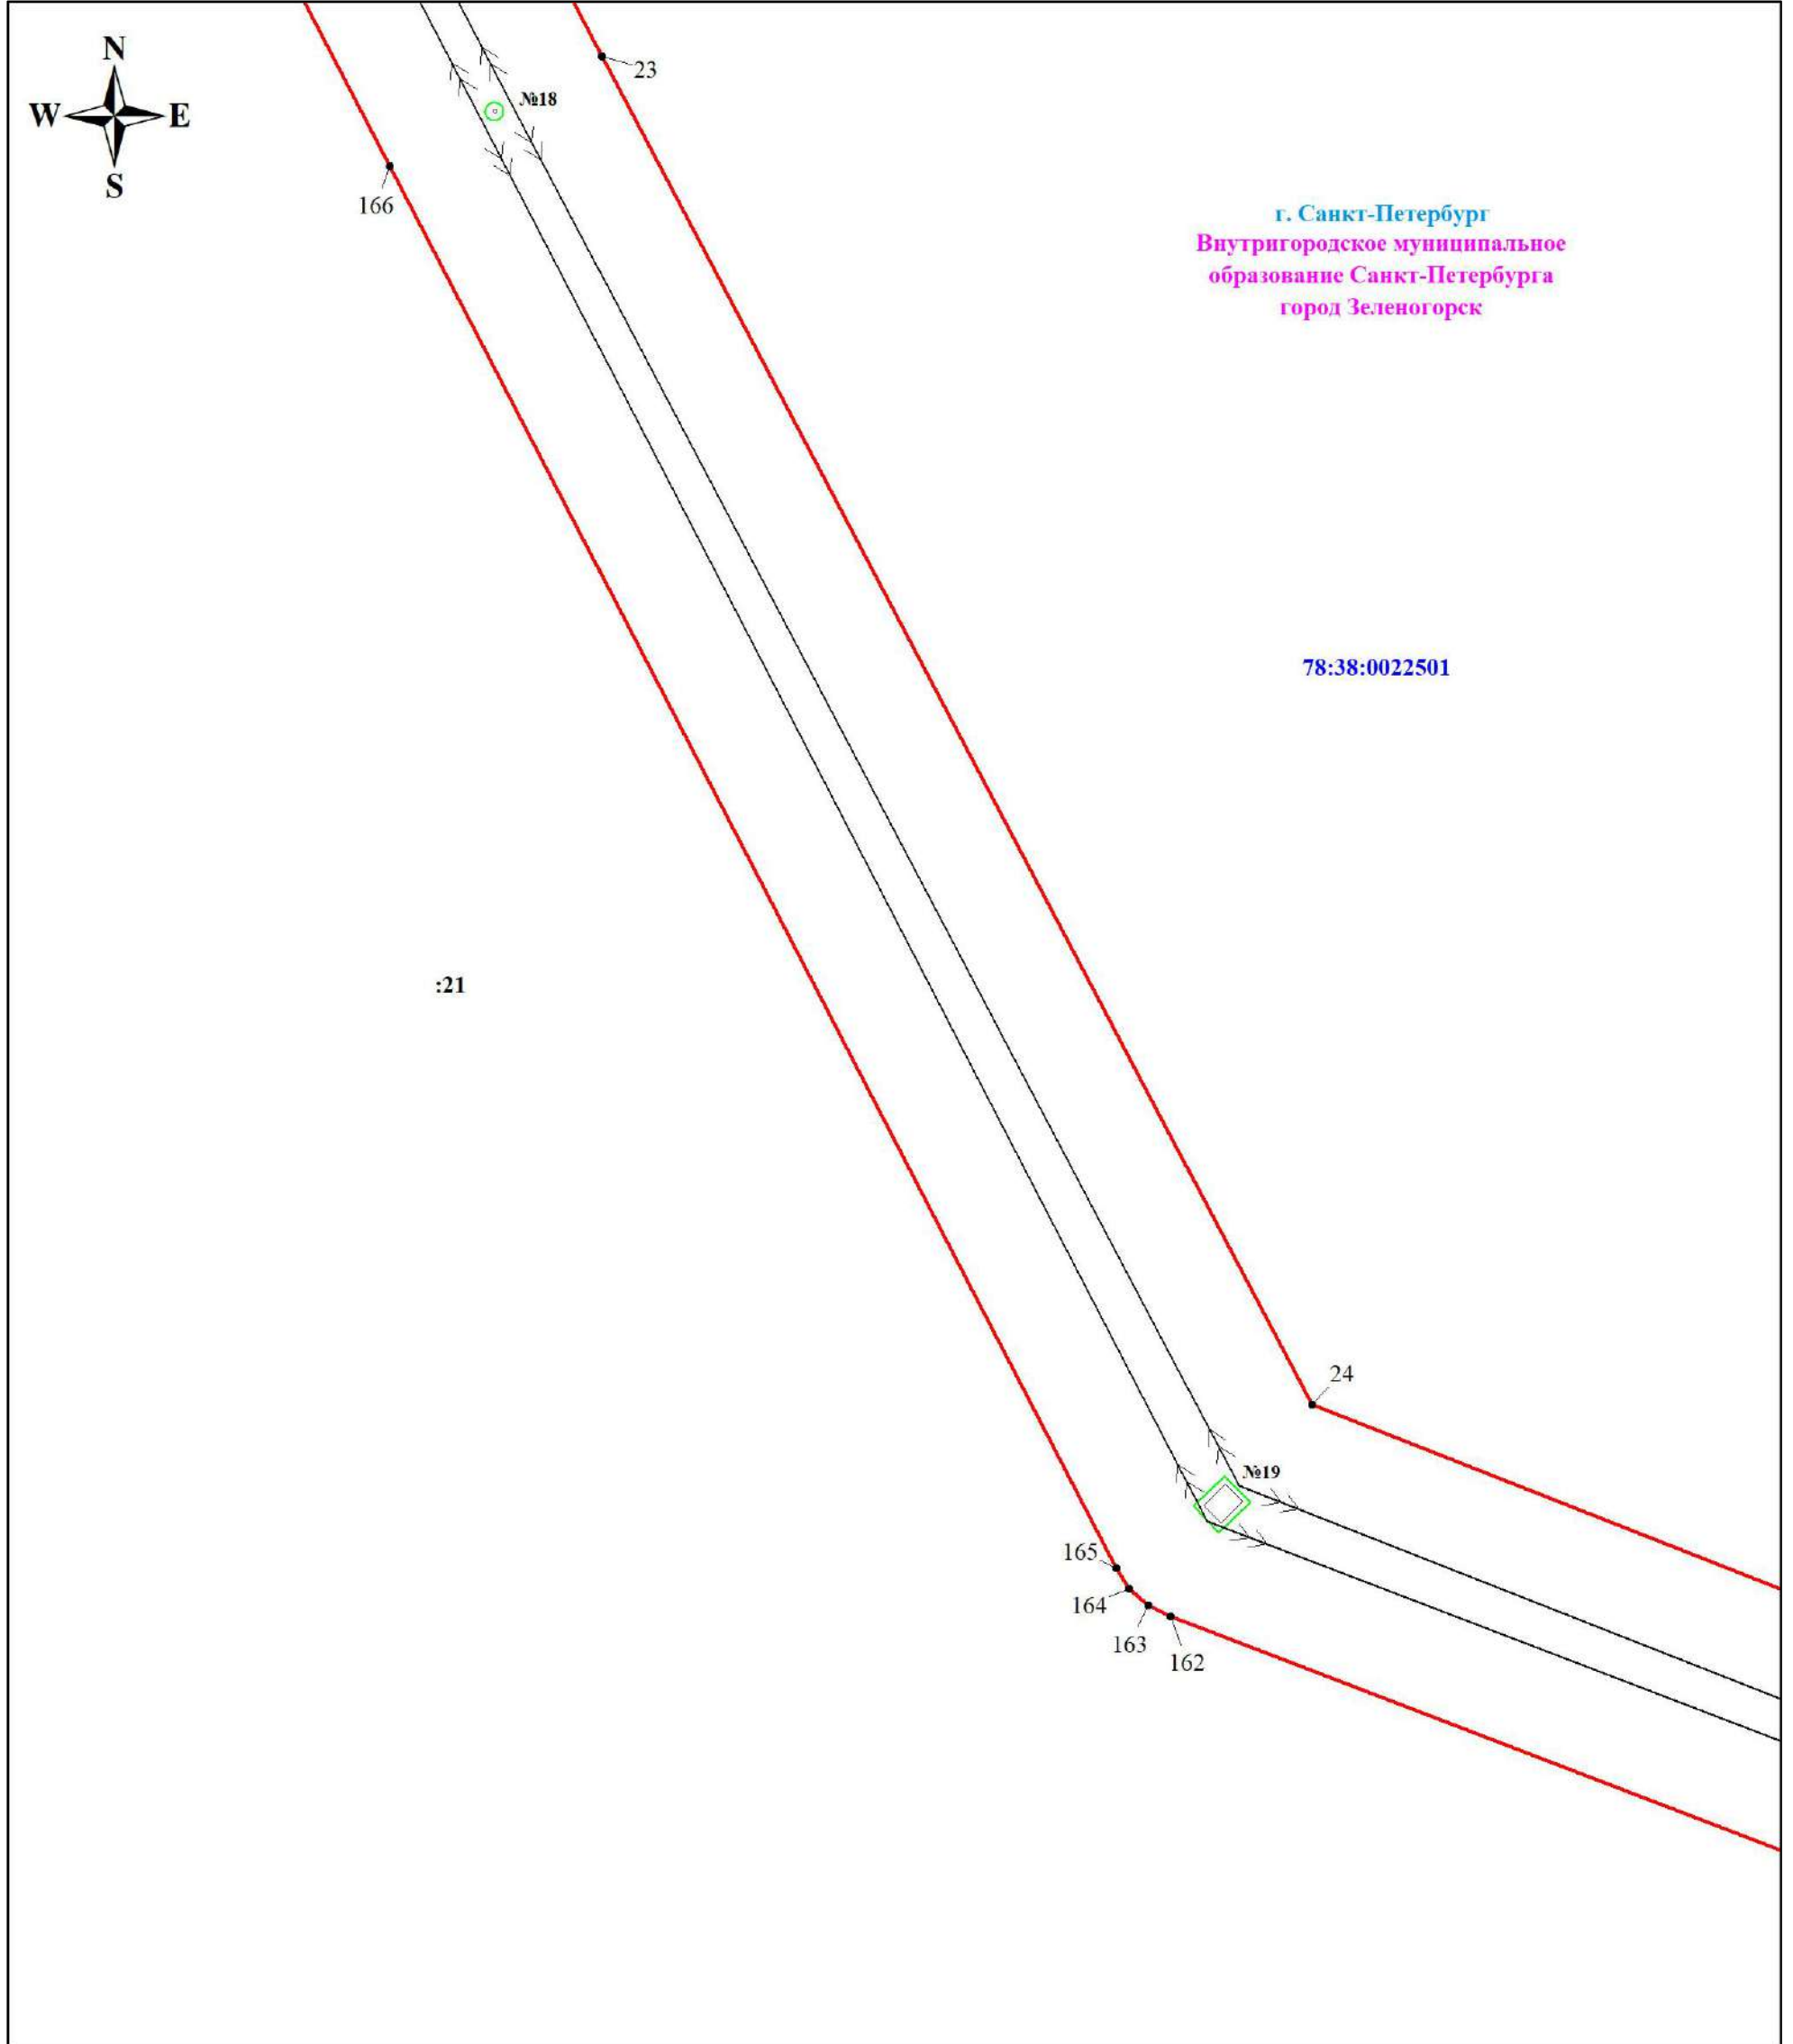 N
W E
S
23
№18
166
г. Санкт-Петербург
Внутригородское муниципальное
образование Санкт-Петербурга
город Зеленогорск
78:38:0022501
:21
24
№19
165
164
163
162